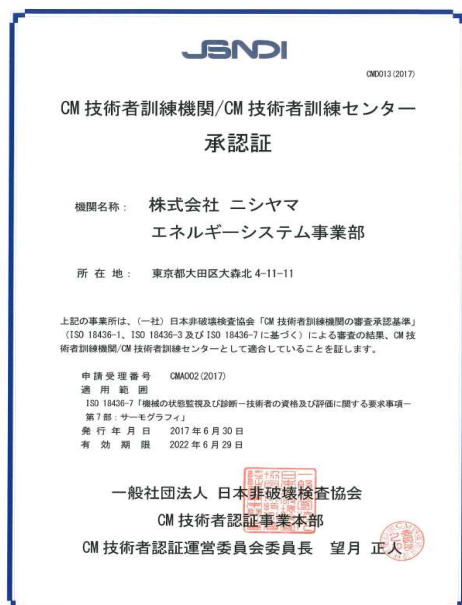 JSNDI
CMD013(2017)
CM 技術者訓練機関/CM 技術者訓練センター
承認証
機関名称： 株式会社 ニシヤマ
エネルギーシステム事業部
所 在 地： 東京都大田区大森北 4-11-11
上記の事業所は、（一社）日本非破壊検査協会「CM 技術者訓練機関の審査承認基準」
（ISO 18436-1、ISO 18436-3 及び ISO 18436-7 に基づく）による審査の結果、CM 技
術者訓練機関/CM 技術者訓練センターとして適合していることを証します。
申 請 受 理 番 号 CMA002(2017)
適 用 範 囲
ISO 18436-7「機械の状態監視及び診断－技術者の資格及び評価に関する要求事項－
第 7 部：サーモグラフィ」
発 行 年 月 日 2017 年 6 月 30 日
有 効 期 限 2022 年 6 月 29 日
一般社団法人 日本非破壊検査協会
CM 技術者認証事業本部
CM 技術者認証運営委員会委員長 望月 正人